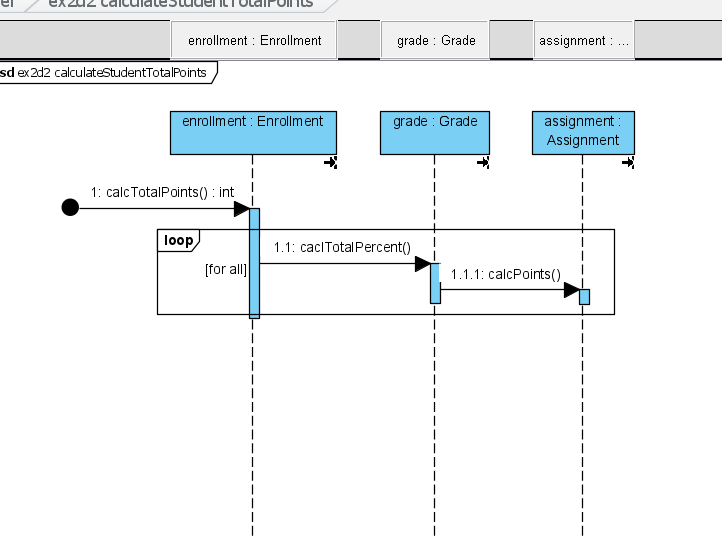 er ex2d2 calculateStudentTotalPoints
enrollment : Enrollment grade : Grade assignment : ...
sd ex2d2 calculateStudentTotalPoints
enrollment : Enrollment grade : Grade assignment :
Assignment
1: calcTotalPoints() : int
loop
1.1: caclTotalPercent()
[for all]
1.1.1: calcPoints()